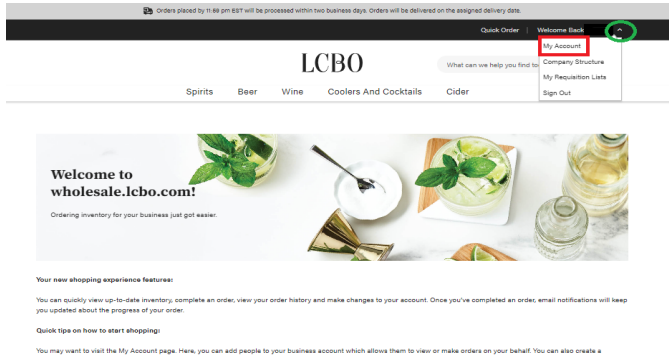 Orders placed by 11:59 pm EST will be processed within two business days. Orders will be delivered on the assigned delivery date.
Quick Order | Welcome Back
My Account
LCBO
What can we help you find to
Company Structure
My Requisition Lists
Sign Out
Spirits Beer Wine Coolers And Cocktails Cider
Welcome to
wholesale.lcbo.com!
Ordering inventory for your business just got easier.
Your new shopping experience features:
You can quickly view up-to-date inventory, complete an order, view your order history and make changes to your account. Once you've completed an order, email notifications will keep
you updated about the progress of your order.
Quick tips on how to start shopping:
You may want to visit the My Account page. Here, you can add people to your business account which allows them to view or make orders on your behalf. You can also create a